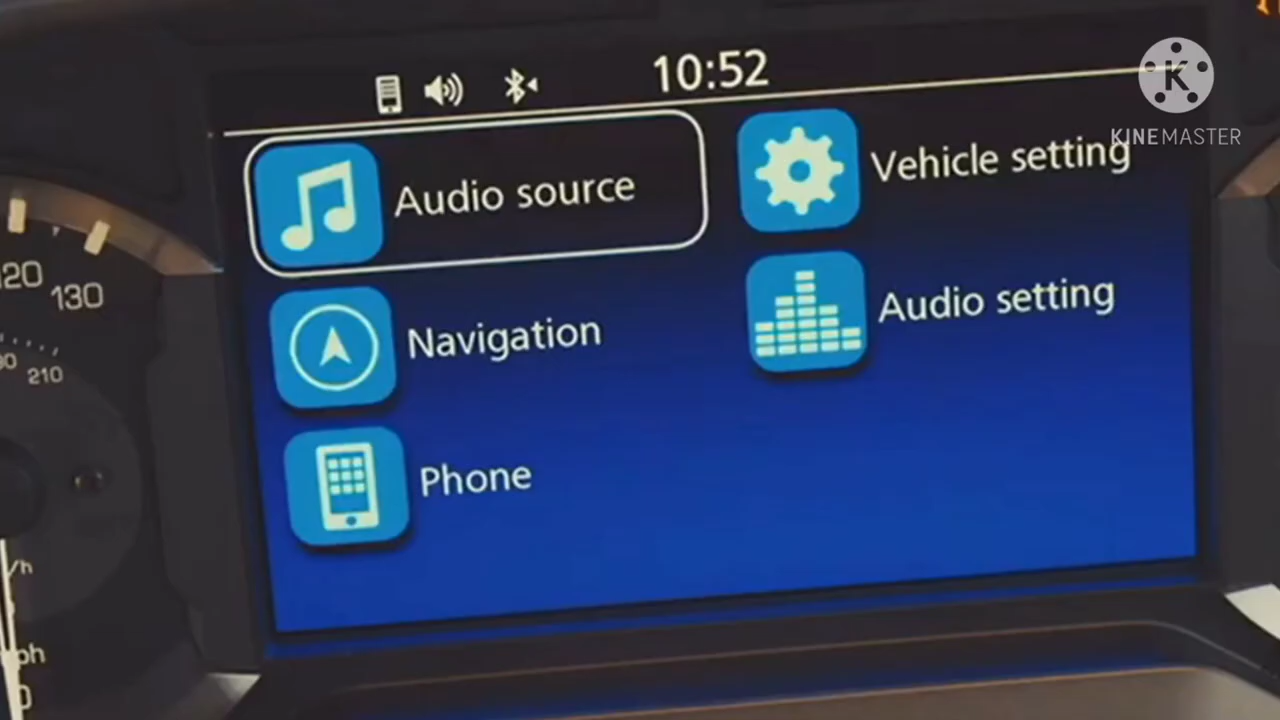 10:52
K
KINEMASTER
Audio source
Vehicle setting
Navigation
Audio setting
Phone
120
130
210